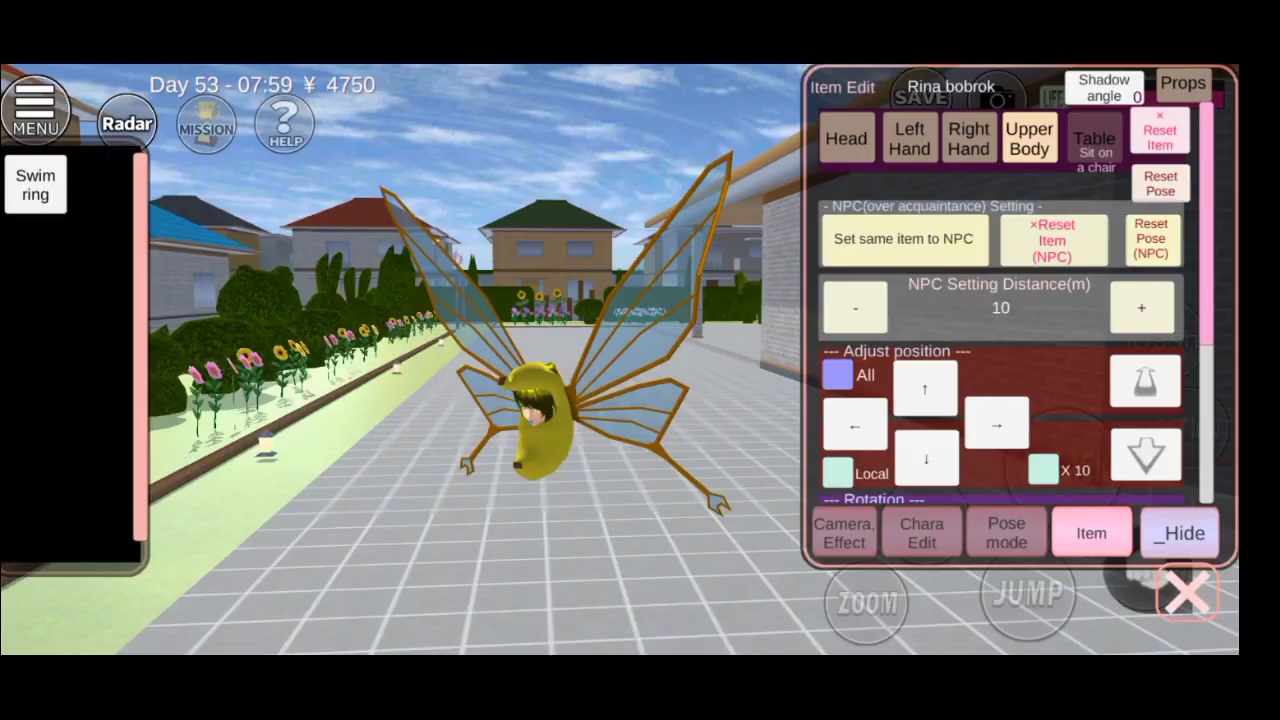 Day 53 - 07:59 ¥ 4750
MENU
Radar
MISSION
?
HELP
Swim
ring
Item Edit
Rina bobrok
SAVE
LIFE
Shadow
angle 0
Props
Head
Left
Hand
Right
Hand
Upper
Body
Table
Sit on
a chair
×
Reset
Item
Reset
Pose
- NPC(over acquaintance) Setting -
Set same item to NPC
×Reset
Item
(NPC)
Reset
Pose
(NPC)
NPC Setting Distance(m)
-
10
+
--- Adjust position ---
All
↑
←
→
↓
Local
X 10
--- Rotation ---
Camera,
Effect
Chara
Edit
Pose
mode
Item
_Hide
ZOOM
JUMP